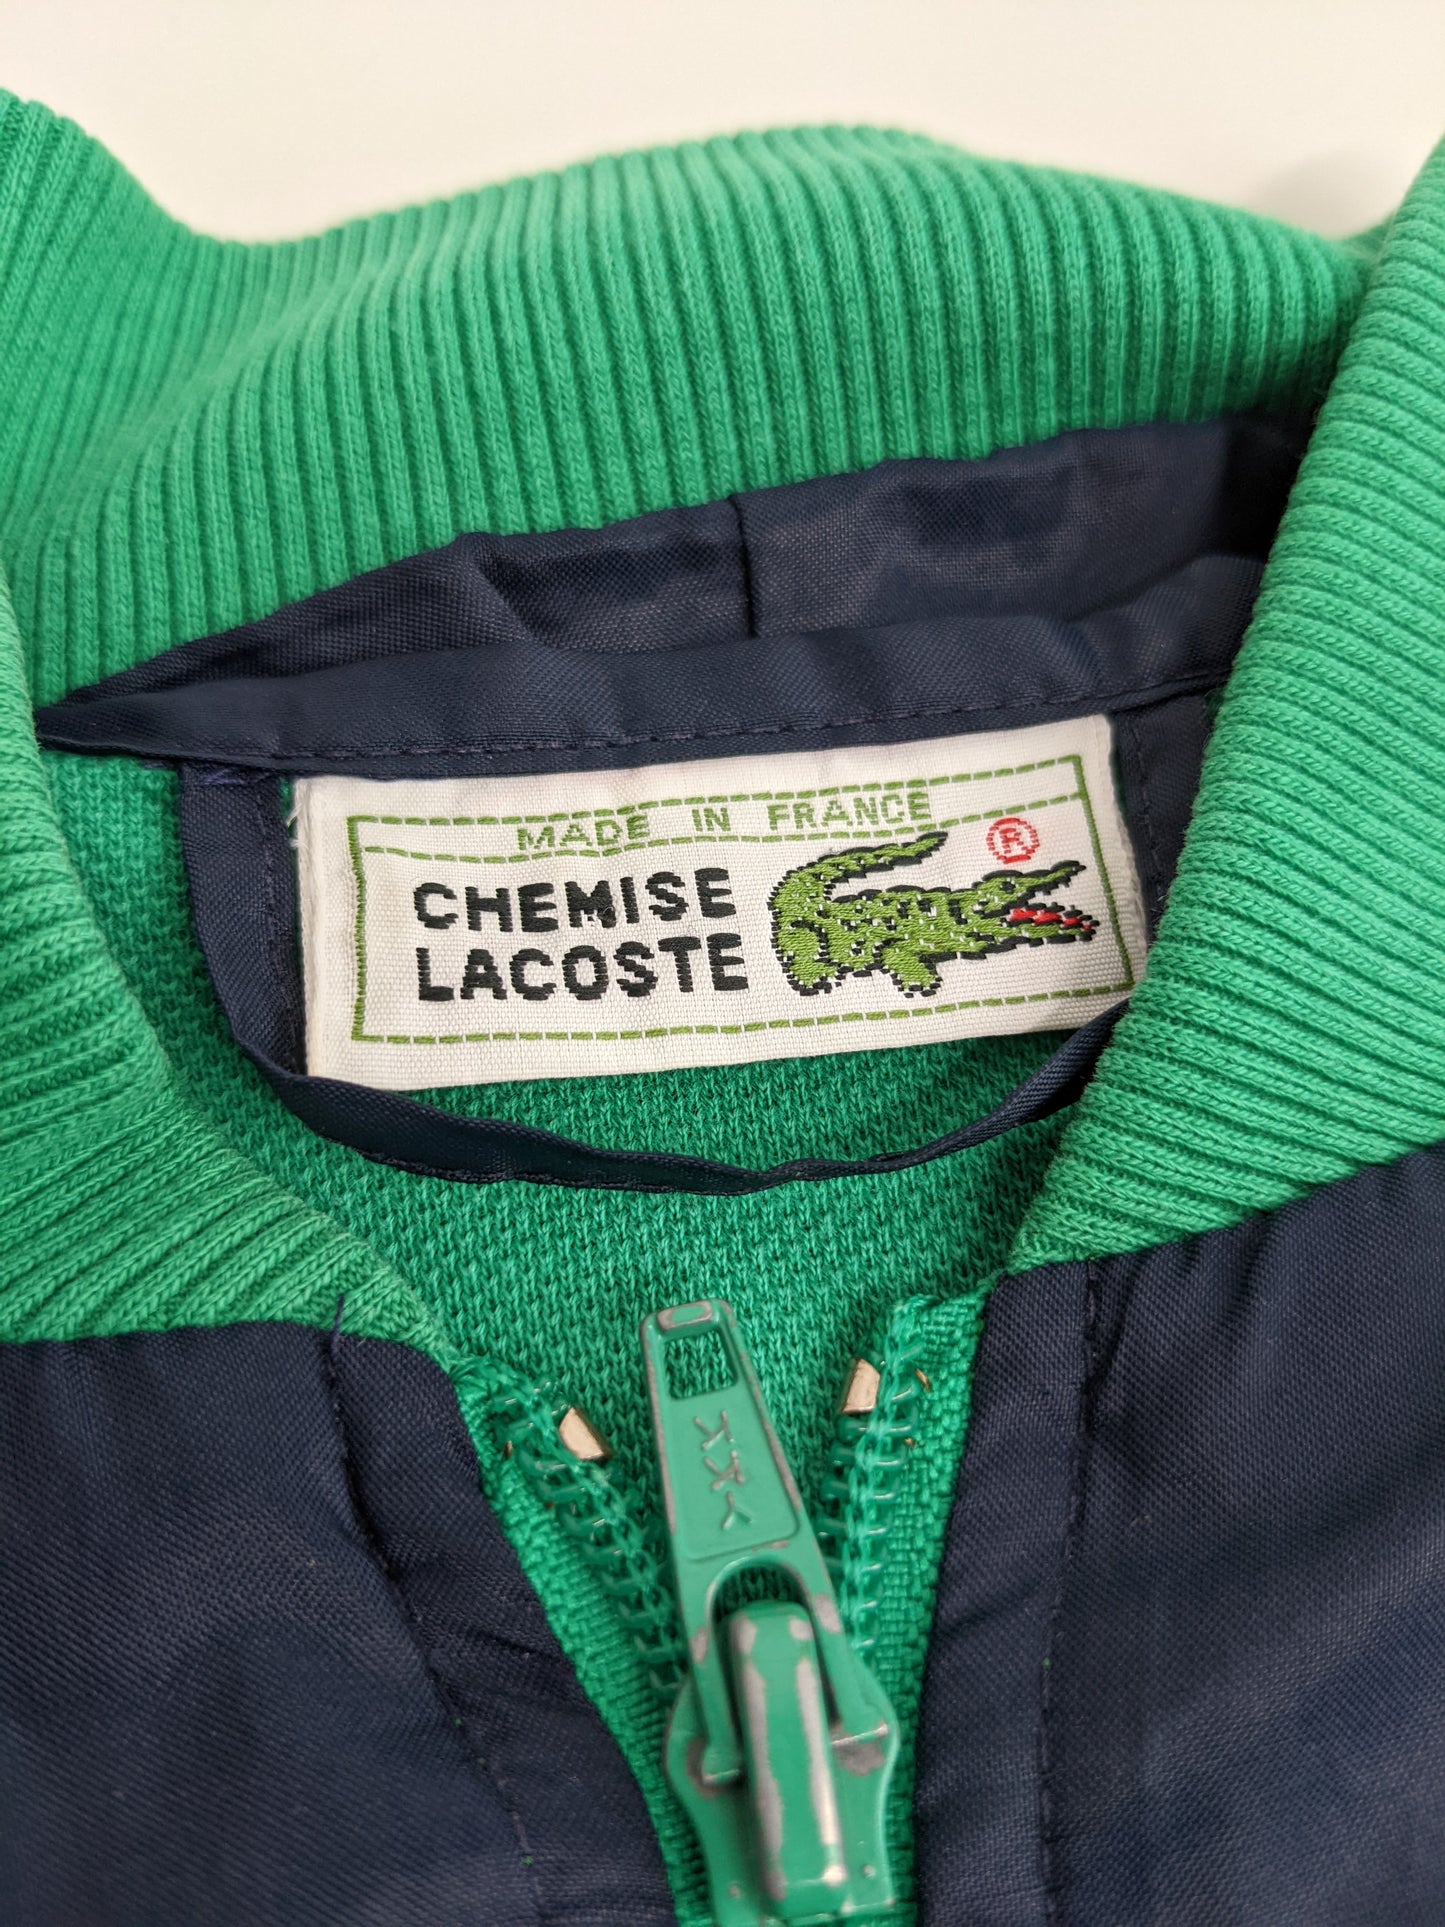 MADE IN FRANCE
CHEMISE
LACOSTE
®
YKK